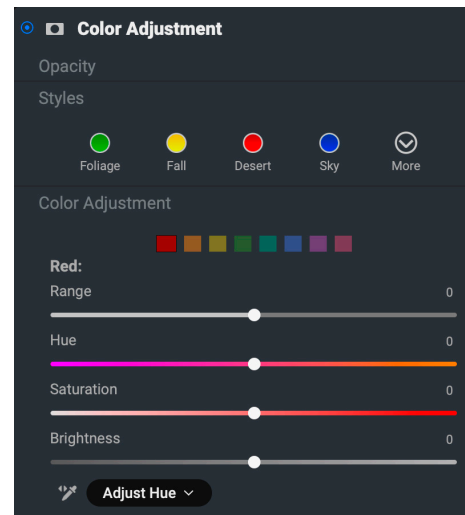 Color Adjustment
Opacity
Styles
Foliage Fall Desert Sky More
Color Adjustment
Red:
Range 0
Hue 0
Saturation 0
Brightness 0
Adjust Hue